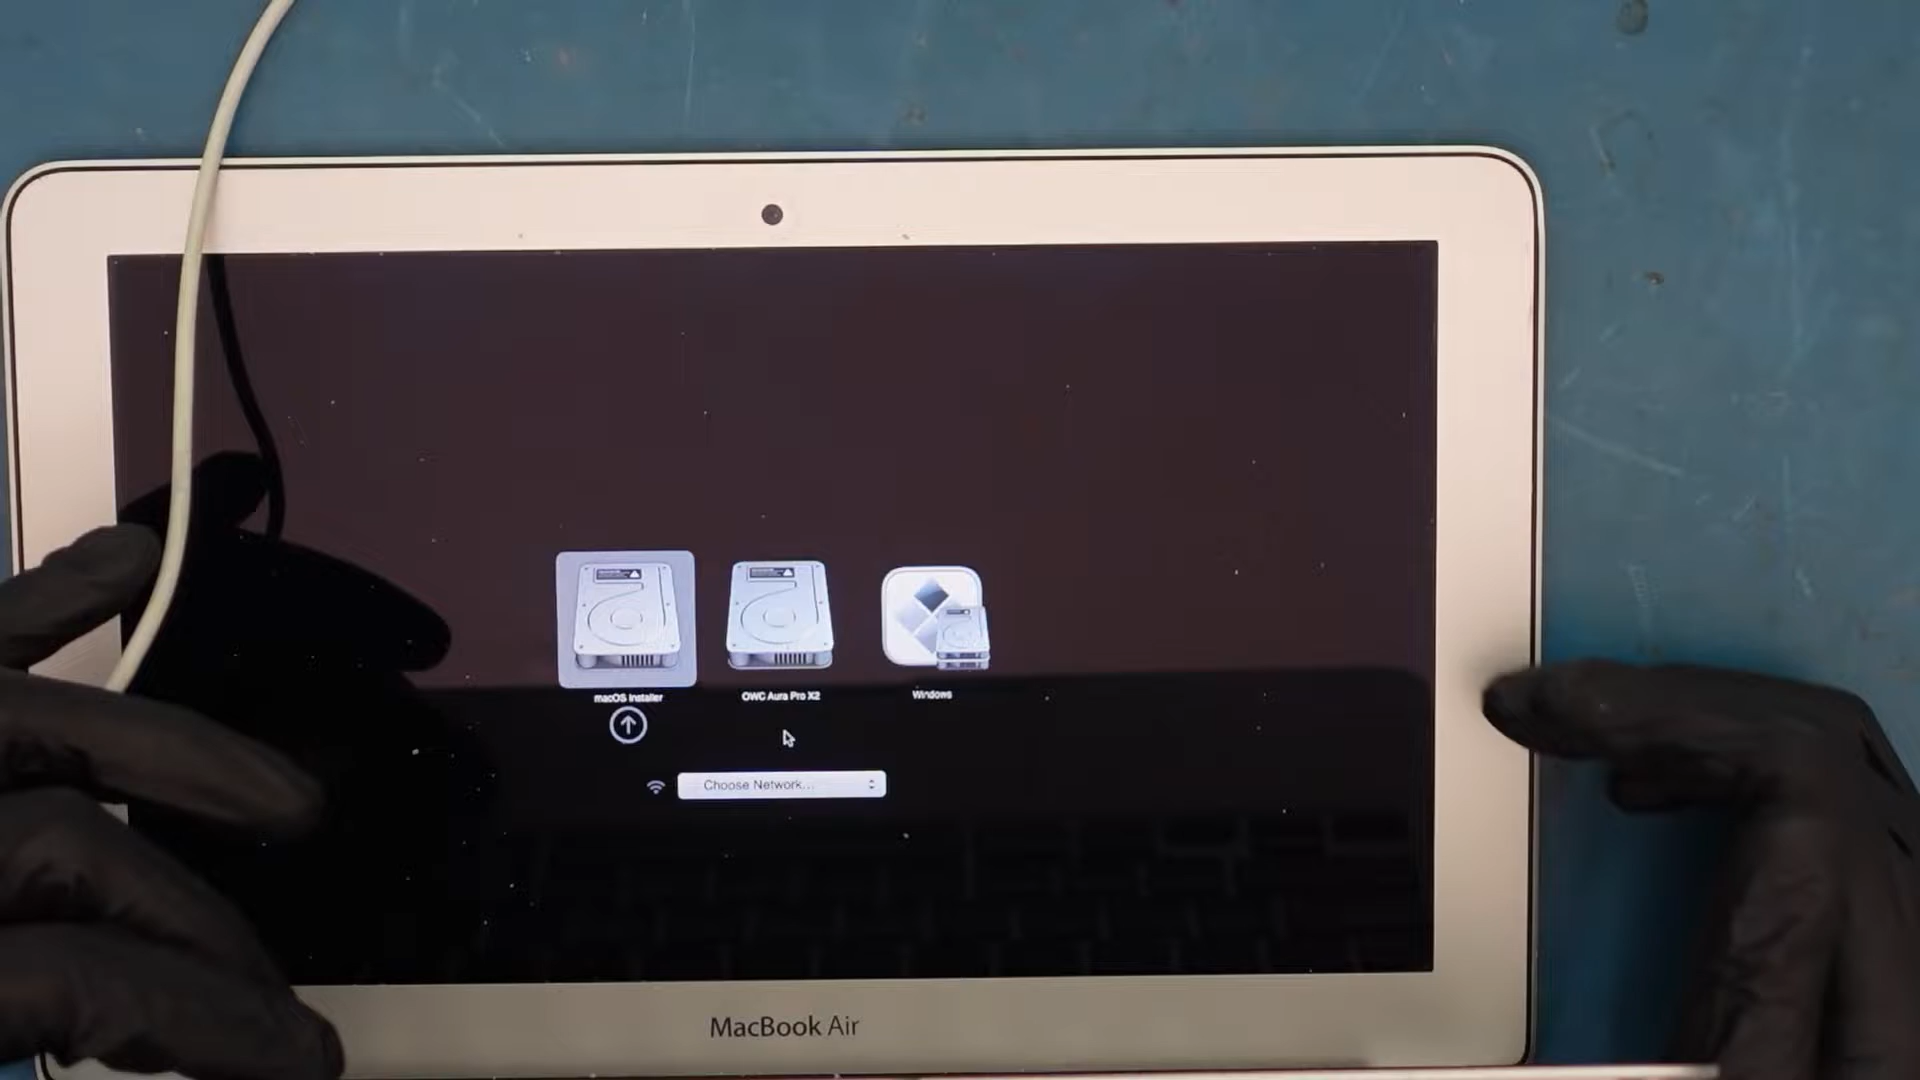 macOS Installer
OWC Aura Pro X2
Windows
Choose Network...
MacBook Air